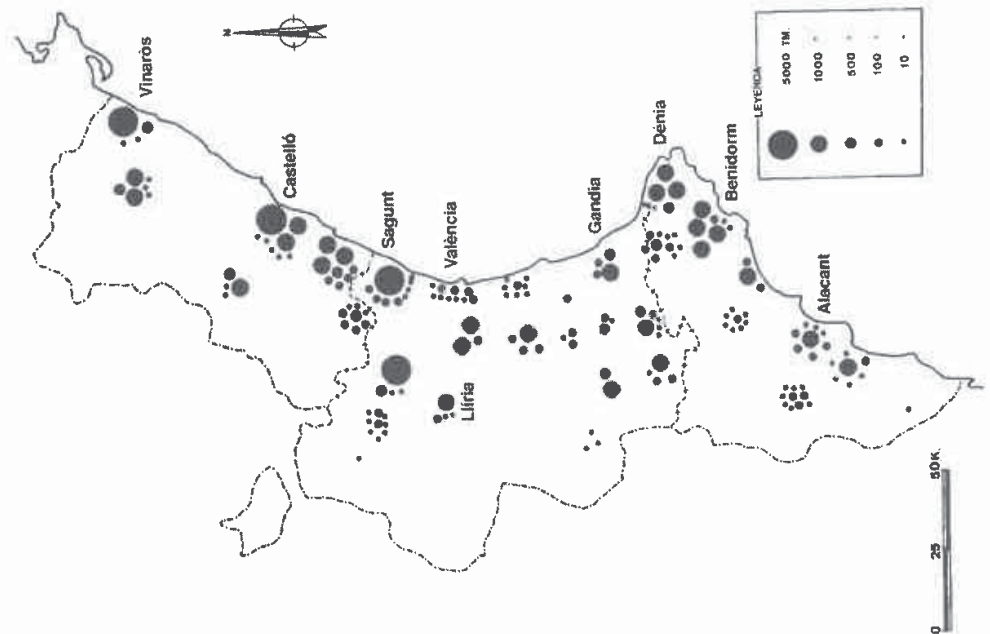 N
Vinaròs
Castelló
Sagunt
València
Llíria
Gandia
Dénia
Benidorm
Alacant
LEYENDA
5000 TM.
1000
500
100
10
0 25 50K.